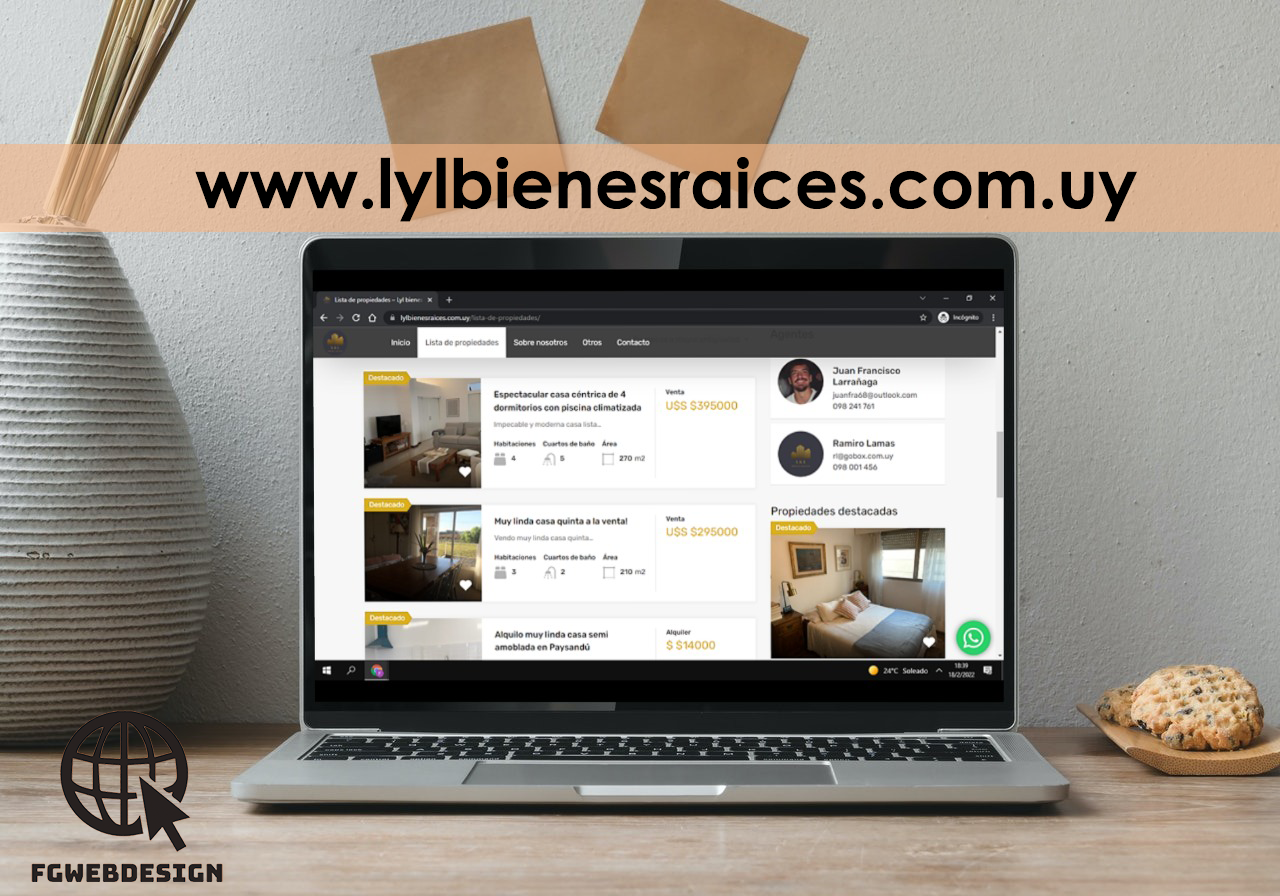 www.lylbienesraices.com.uy
Lista de propiedades – Lyl biene
lylbienesraices.com.uy/lista-de-propiedades/
Incógnito
Inicio
Lista de propiedades
Sobre nosotros
Otros
Contacto
Agentes
Destacado
Espectacular casa céntrica de 4
dormitorios con piscina climatizada
Impecable y moderna casa lista...
Habitaciones Cuartos de baño Área
4 5 270 m2
Venta
U$S $395000
Juan Francisco
Larrañaga
juanfra68@outlook.com
098 241 761
Ramiro Lamas
rl@gobox.com.uy
098 001 456
Destacado
Muy linda casa quinta a la venta!
Vendo muy linda casa quinta...
Habitaciones Cuartos de baño Área
3 2 210 m2
Venta
U$S $295000
Propiedades destacadas
Destacado
Destacado
Alquilo muy linda casa semi
amoblada en Paysandú
Alquiler
$ $14000
24°C Soleado
18:39
18/2/2022
FGWEBDESIGN